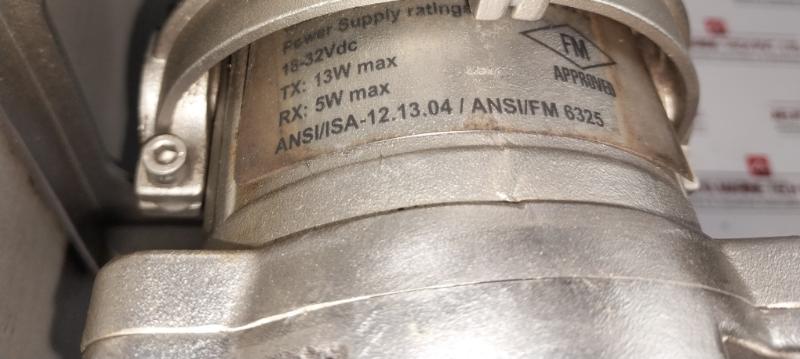 Power Supply ratings
18-32Vdc
TX: 13W max
RX: 5W max
ANSI/ISA-12.13.04 / ANSI/FM 6325
FM
APPROVED